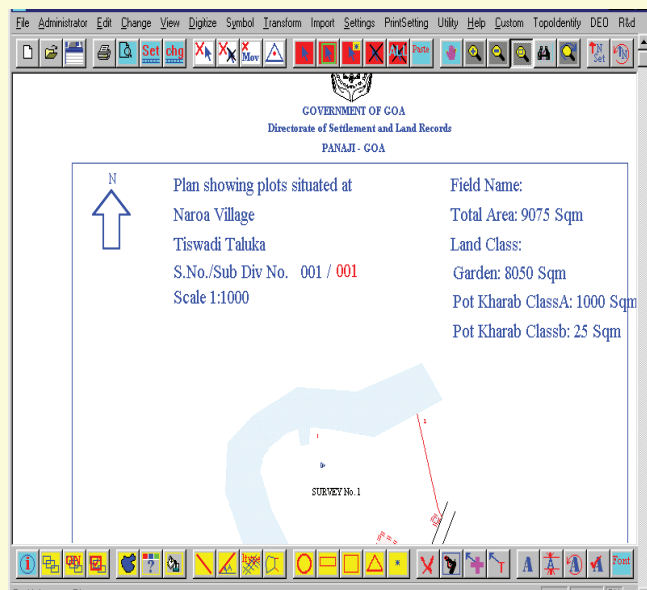 File Administrator Edit Change View Digitize Symbol Transform Import Settings PrintSetting Utility Help Custom TopoIdentify DEO R&d
Set chg X Mov Paste N Set N
GOVERNMENT OF GOA
Directorate of Settlement and Land Records
PANAJI - GOA
N
Plan showing plots situated at
Naroa Village
Tiswadi Taluka
S.No./Sub Div No. 001 / 001
Scale 1:1000
Field Name:
Total Area: 9075 Sqm
Land Class:
Garden: 8050 Sqm
Pot Kharab ClassA: 1000 Sqm
Pot Kharab Classb: 25 Sqm
SURVEY No. 1
i ? A A A A Font